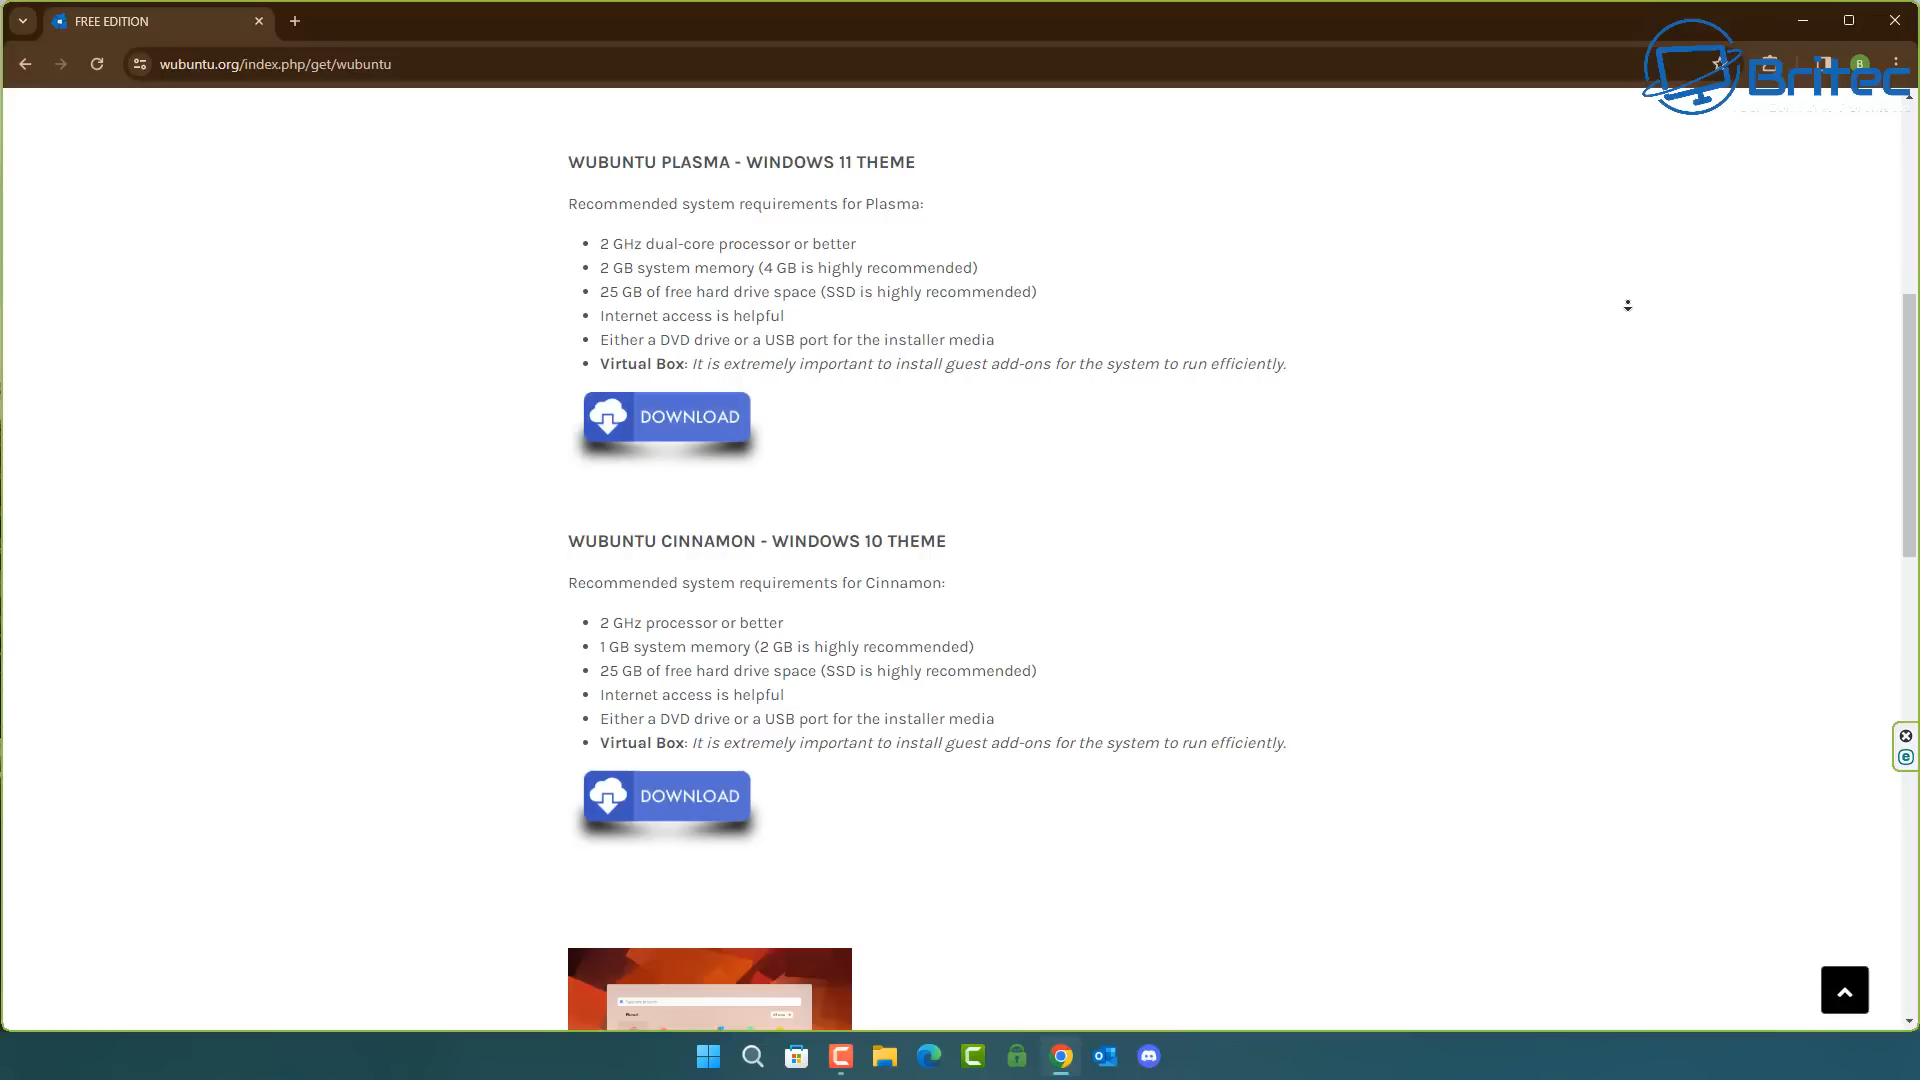 FREE EDITION
wubuntu.org/index.php/get/wubuntu
B
Britec
WUBUNTU PLASMA - WINDOWS 11 THEME
Recommended system requirements for Plasma:
2 GHz dual-core processor or better
2 GB system memory (4 GB is highly recommended)
25 GB of free hard drive space (SSD is highly recommended)
Internet access is helpful
Either a DVD drive or a USB port for the installer media
Virtual Box: It is extremely important to install guest add-ons for the system to run efficiently.
DOWNLOAD
WUBUNTU CINNAMON - WINDOWS 10 THEME
Recommended system requirements for Cinnamon:
2 GHz processor or better
1 GB system memory (2 GB is highly recommended)
25 GB of free hard drive space (SSD is highly recommended)
Internet access is helpful
Either a DVD drive or a USB port for the installer media
Virtual Box: It is extremely important to install guest add-ons for the system to run efficiently.
DOWNLOAD